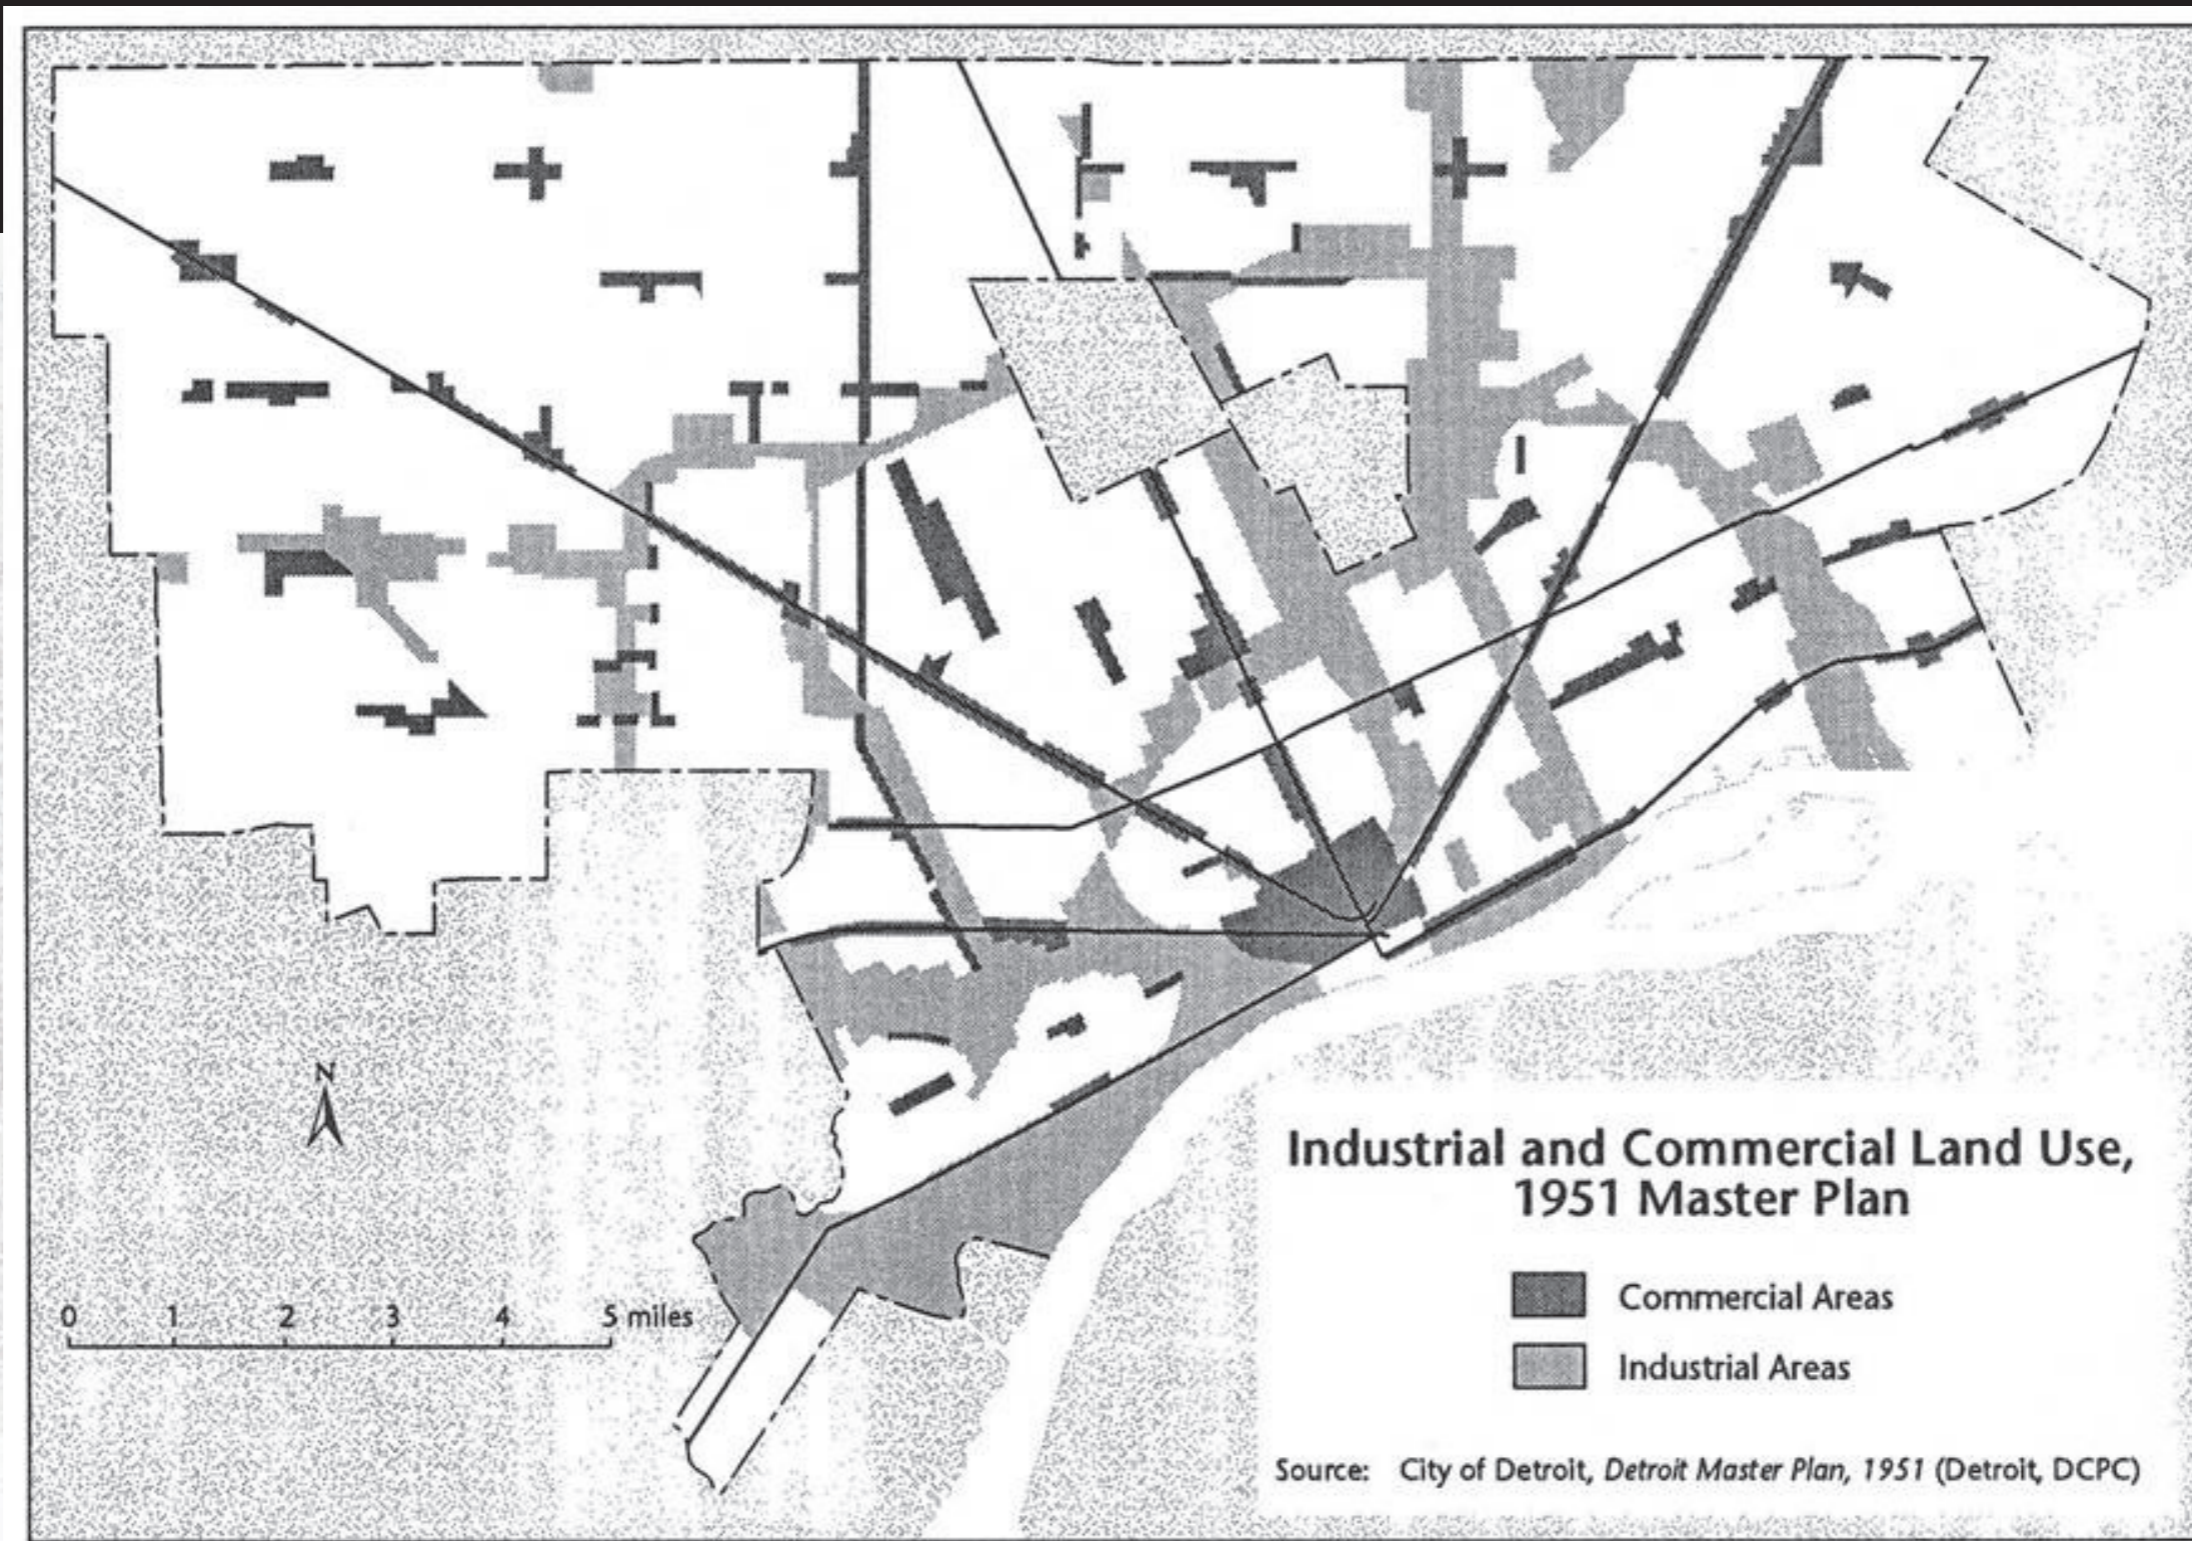 N
0 1 2 3 4 5 miles
Industrial and Commercial Land Use,
1951 Master Plan
Commercial Areas
Industrial Areas
Source: City of Detroit, Detroit Master Plan, 1951 (Detroit, DCPC)